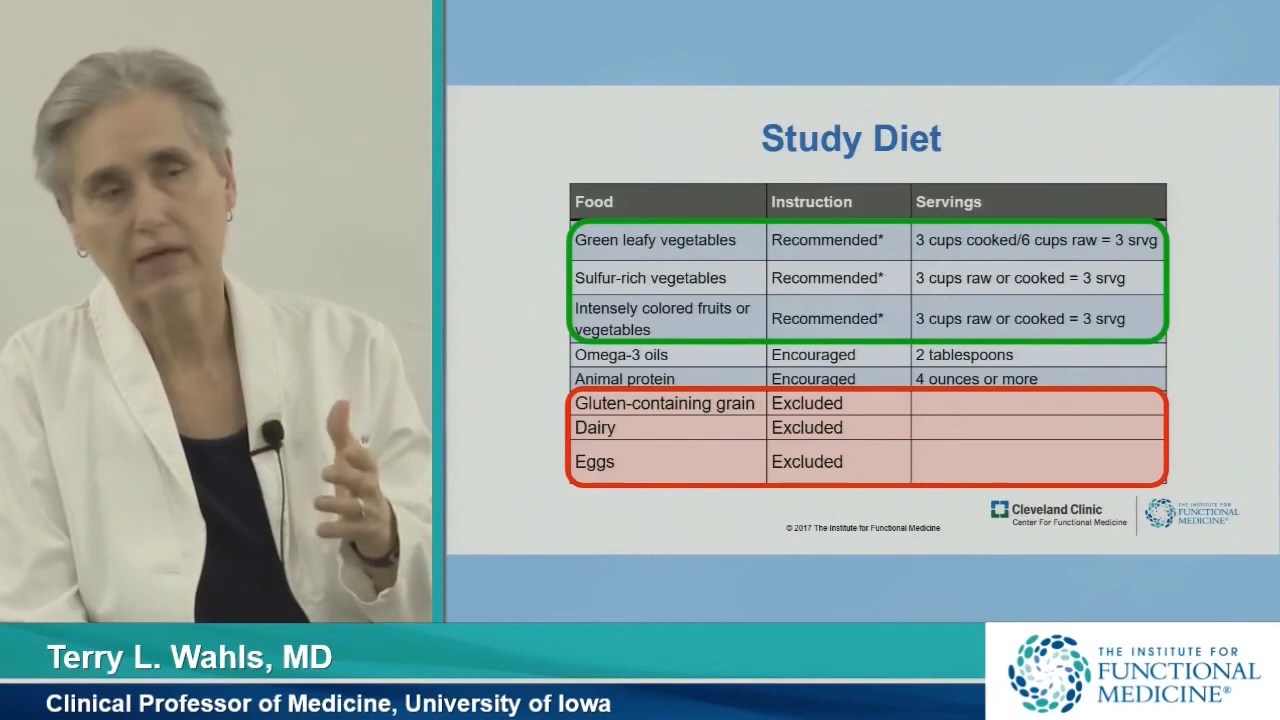 Study Diet
Food Instruction Servings
Green leafy vegetables Recommended* 3 cups cooked/6 cups raw = 3 srvg
Sulfur-rich vegetables Recommended* 3 cups raw or cooked = 3 srvg
Intensely colored fruits or
vegetables Recommended* 3 cups raw or cooked = 3 srvg
Omega-3 oils Encouraged 2 tablespoons
Animal protein Encouraged 4 ounces or more
Gluten-containing grain Excluded
Dairy Excluded
Eggs Excluded
Cleveland Clinic
Center For Functional Medicine
THE INSTITUTE FOR
FUNCTIONAL
MEDICINE®
© 2017 The Institute for Functional Medicine
Terry L. Wahls, MD
Clinical Professor of Medicine, University of Iowa
THE INSTITUTE FOR
FUNCTIONAL
MEDICINE®